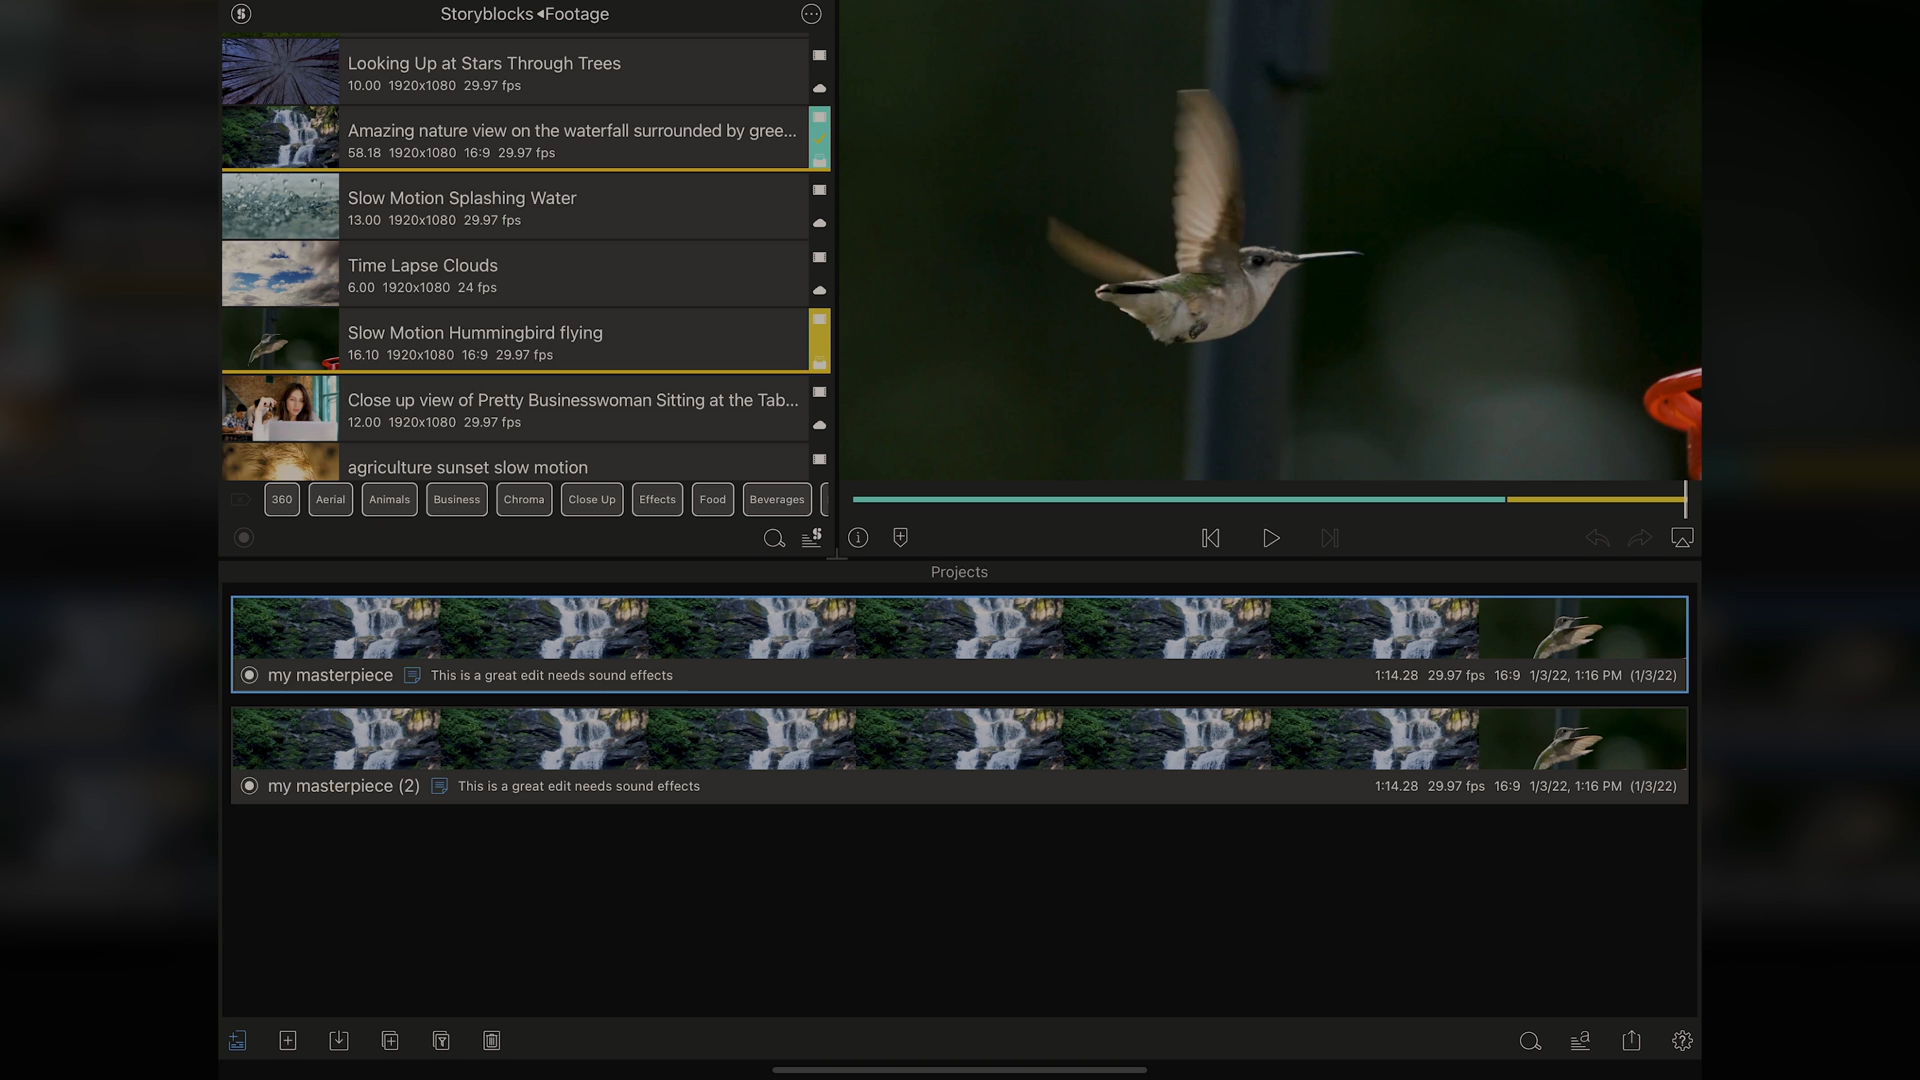 Storyblocks ◂Footage
Looking Up at Stars Through Trees
10.00 1920x1080 29.97 fps
Amazing nature view on the waterfall surrounded by gree...
58.18 1920x1080 16:9 29.97 fps
Slow Motion Splashing Water
13.00 1920x1080 29.97 fps
Time Lapse Clouds
6.00 1920x1080 24 fps
Slow Motion Hummingbird flying
16.10 1920x1080 16:9 29.97 fps
Close up view of Pretty Businesswoman Sitting at the Tab...
12.00 1920x1080 29.97 fps
agriculture sunset slow motion
360 Aerial Animals Business Chroma Close Up Effects Food Beverages
Projects
my masterpiece This is a great edit needs sound effects 1:14.28 29.97 fps 16:9 1/3/22, 1:16 PM (1/3/22)
my masterpiece (2) This is a great edit needs sound effects 1:14.28 29.97 fps 16:9 1/3/22, 1:16 PM (1/3/22)